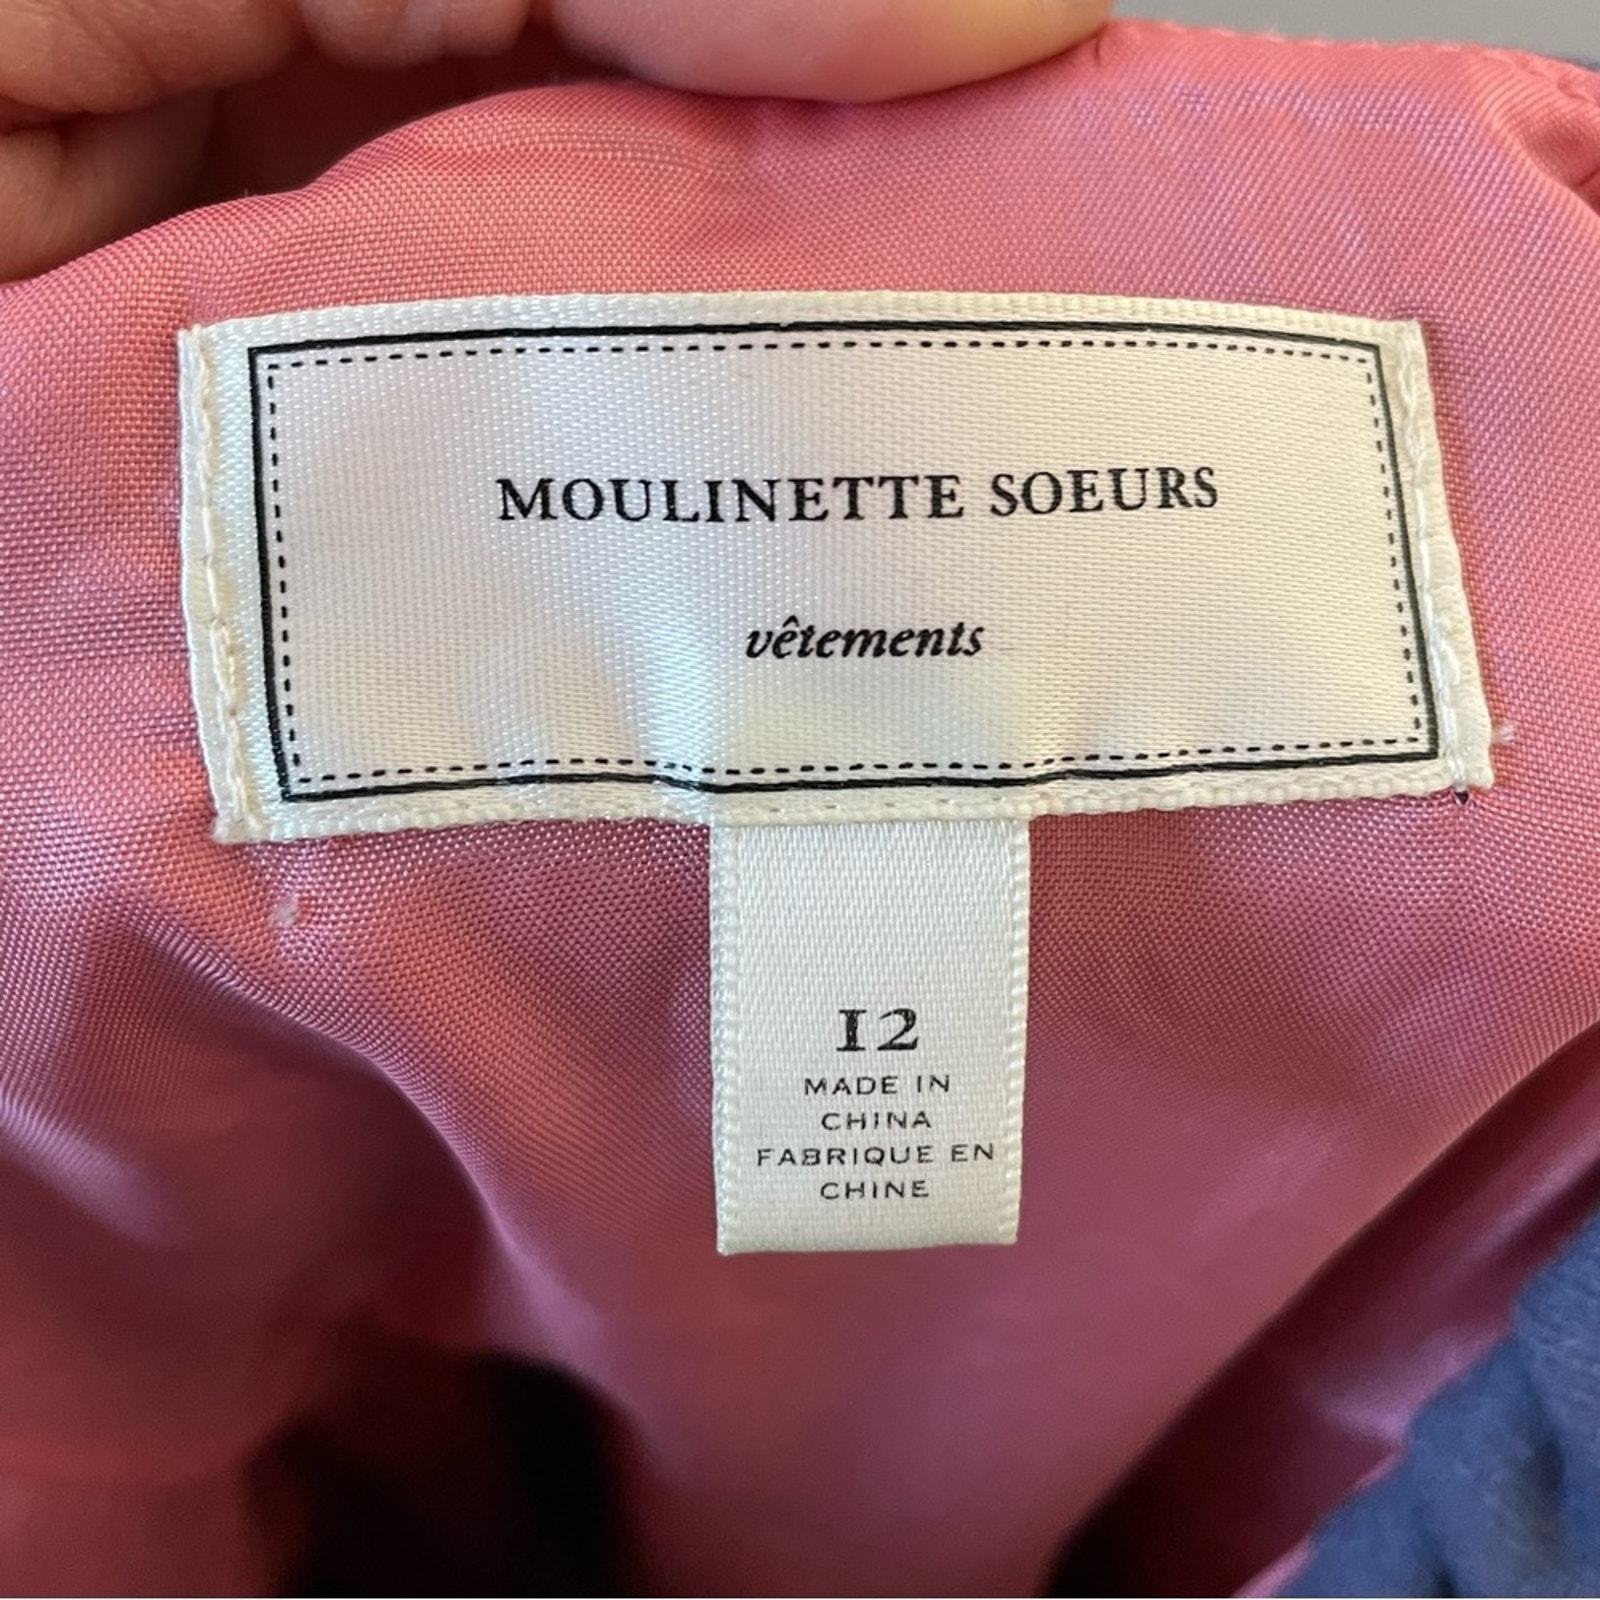 MOULINETTE SOEURS
vêtements
12
MADE IN
CHINA
FABRIQUE EN
CHINE